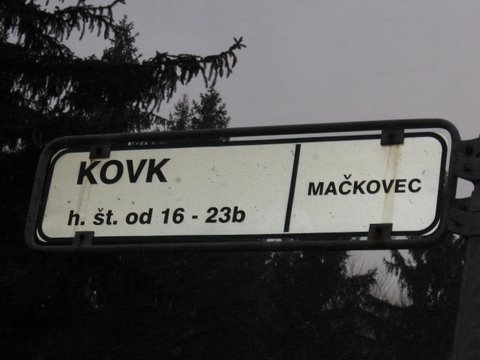 KOVK
h. št. od 16 - 23b
MAČKOVEC